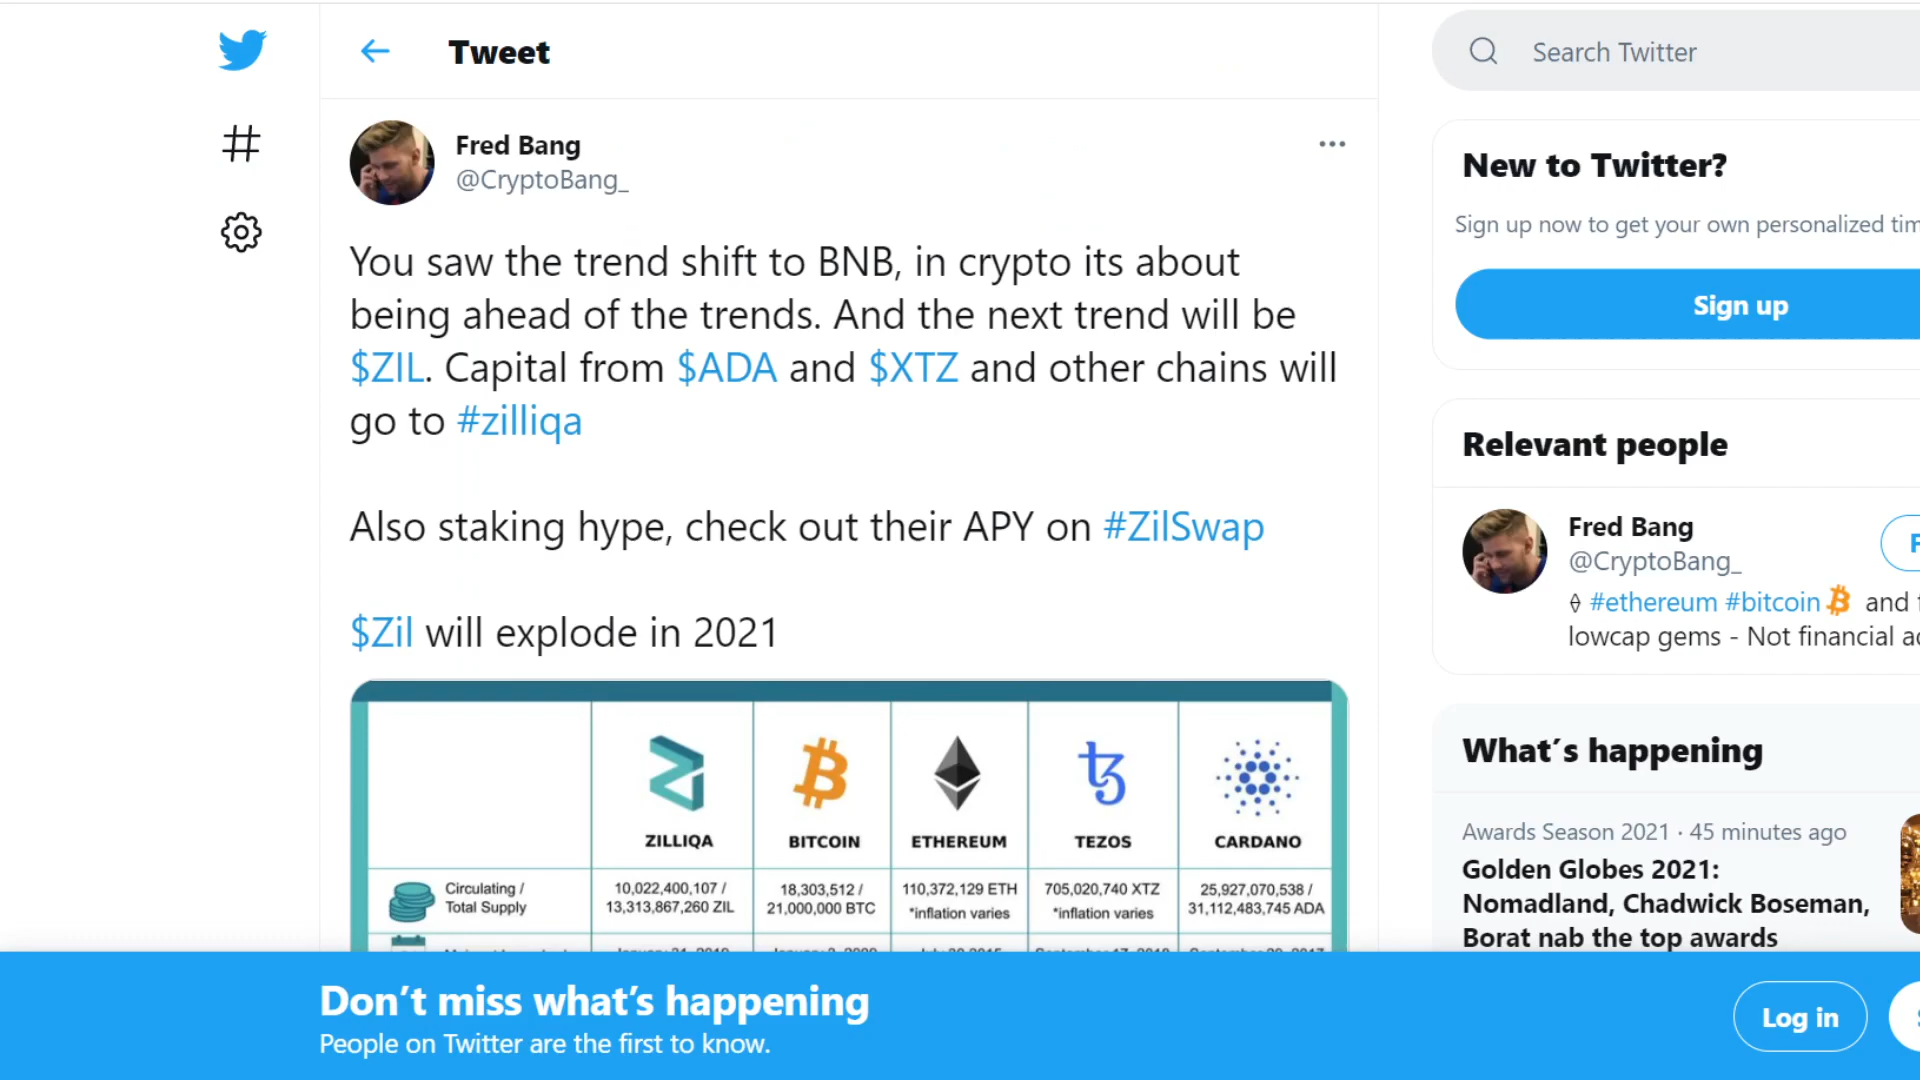 Tweet
Search Twitter
Fred Bang
@CryptoBang_
You saw the trend shift to BNB, in crypto its about
being ahead of the trends. And the next trend will be
$ZIL. Capital from $ADA and $XTZ and other chains will
go to #zilliqa
Also staking hype, check out their APY on #ZilSwap
$Zil will explode in 2021
ZILLIQA BITCOIN ETHEREUM TEZOS CARDANO
Circulating / 10,022,400,107 / 18,303,512 / 110,372,129 ETH 705,020,740 XTZ 25,927,070,538 /
Total Supply 13,313,867,260 ZIL 21,000,000 BTC *inflation varies *inflation varies 31,112,483,745 ADA
New to Twitter?
Sign up now to get your own personalized
Sign up
Relevant people
Fred Bang
@CryptoBang_
#ethereum #bitcoin and
lowcap gems - Not financial
What's happening
Awards Season 2021 · 45 minutes ago
Golden Globes 2021:
Nomadland, Chadwick Boseman,
Borat nab the top awards
Don't miss what's happening
People on Twitter are the first to know.
Log in